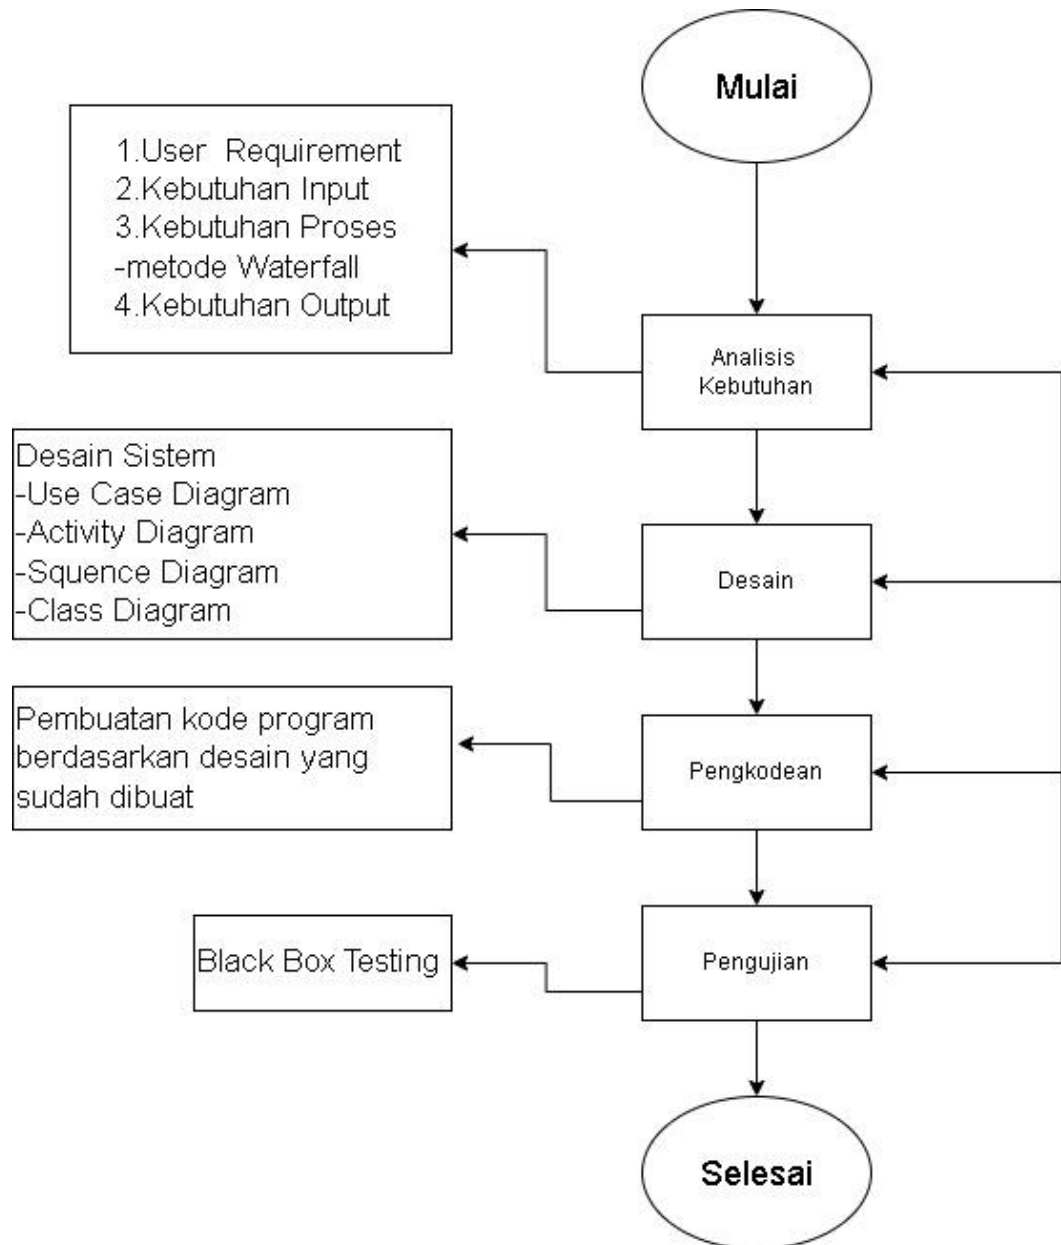 Mulai
1.User Requirement
2.Kebutuhan Input
3.Kebutuhan Proses
-metode Waterfall
4.Kebutuhan Output
Analisis
Kebutuhan
Desain Sistem
-Use Case Diagram
-Activity Diagram
-Squence Diagram
-Class Diagram
Desain
Pembuatan kode program
berdasarkan desain yang
sudah dibuat
Pengkodean
Black Box Testing
Pengujian
Selesai